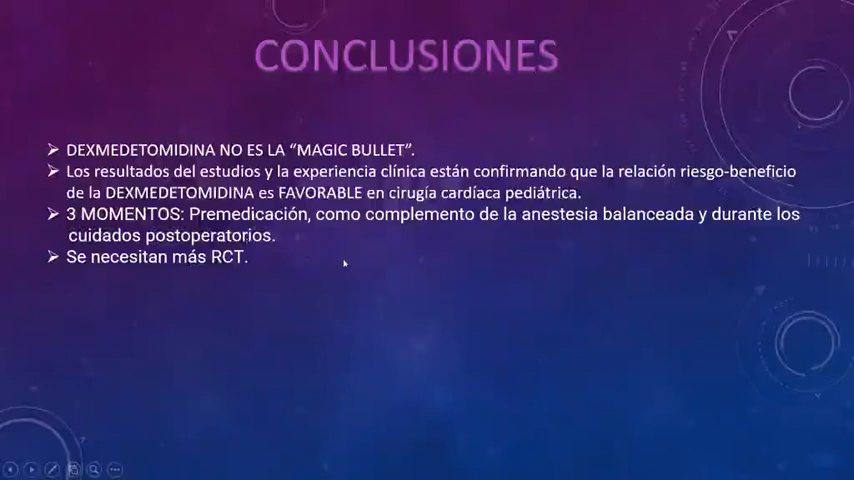 CONCLUSIONES
➢ DEXMEDETOMIDINA NO ES LA “MAGIC BULLET”.
➢ Los resultados del estudios y la experiencia clínica están confirmando que la relación riesgo-beneficio
de la DEXMEDETOMIDINA es FAVORABLE en cirugía cardíaca pediátrica.
➢ 3 MOMENTOS: Premedicación, como complemento de la anestesia balanceada y durante los
cuidados postoperatorios.
➢ Se necesitan más RCT.